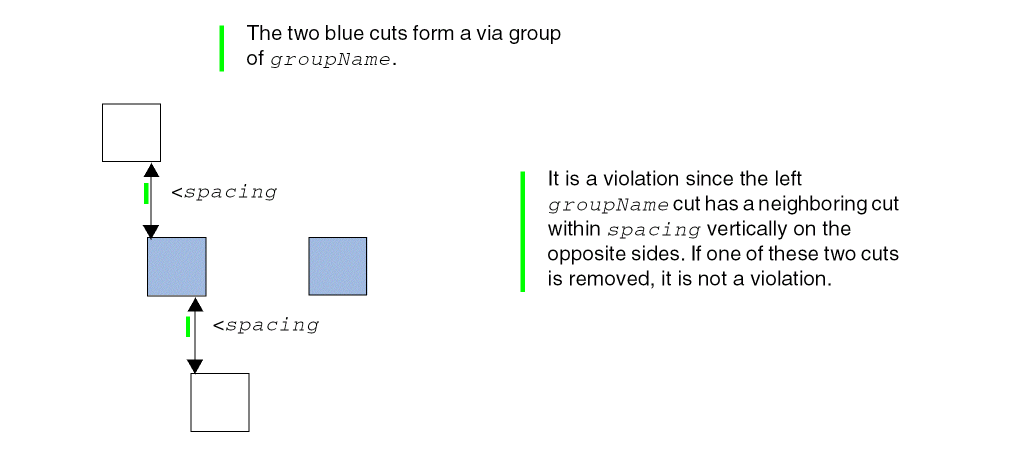 The two blue cuts form a via group
of groupName.
<spacing
It is a violation since the left
groupName cut has a neighboring cut
within spacing vertically on the
opposite sides. If one of these two cuts
is removed, it is not a violation.
<spacing